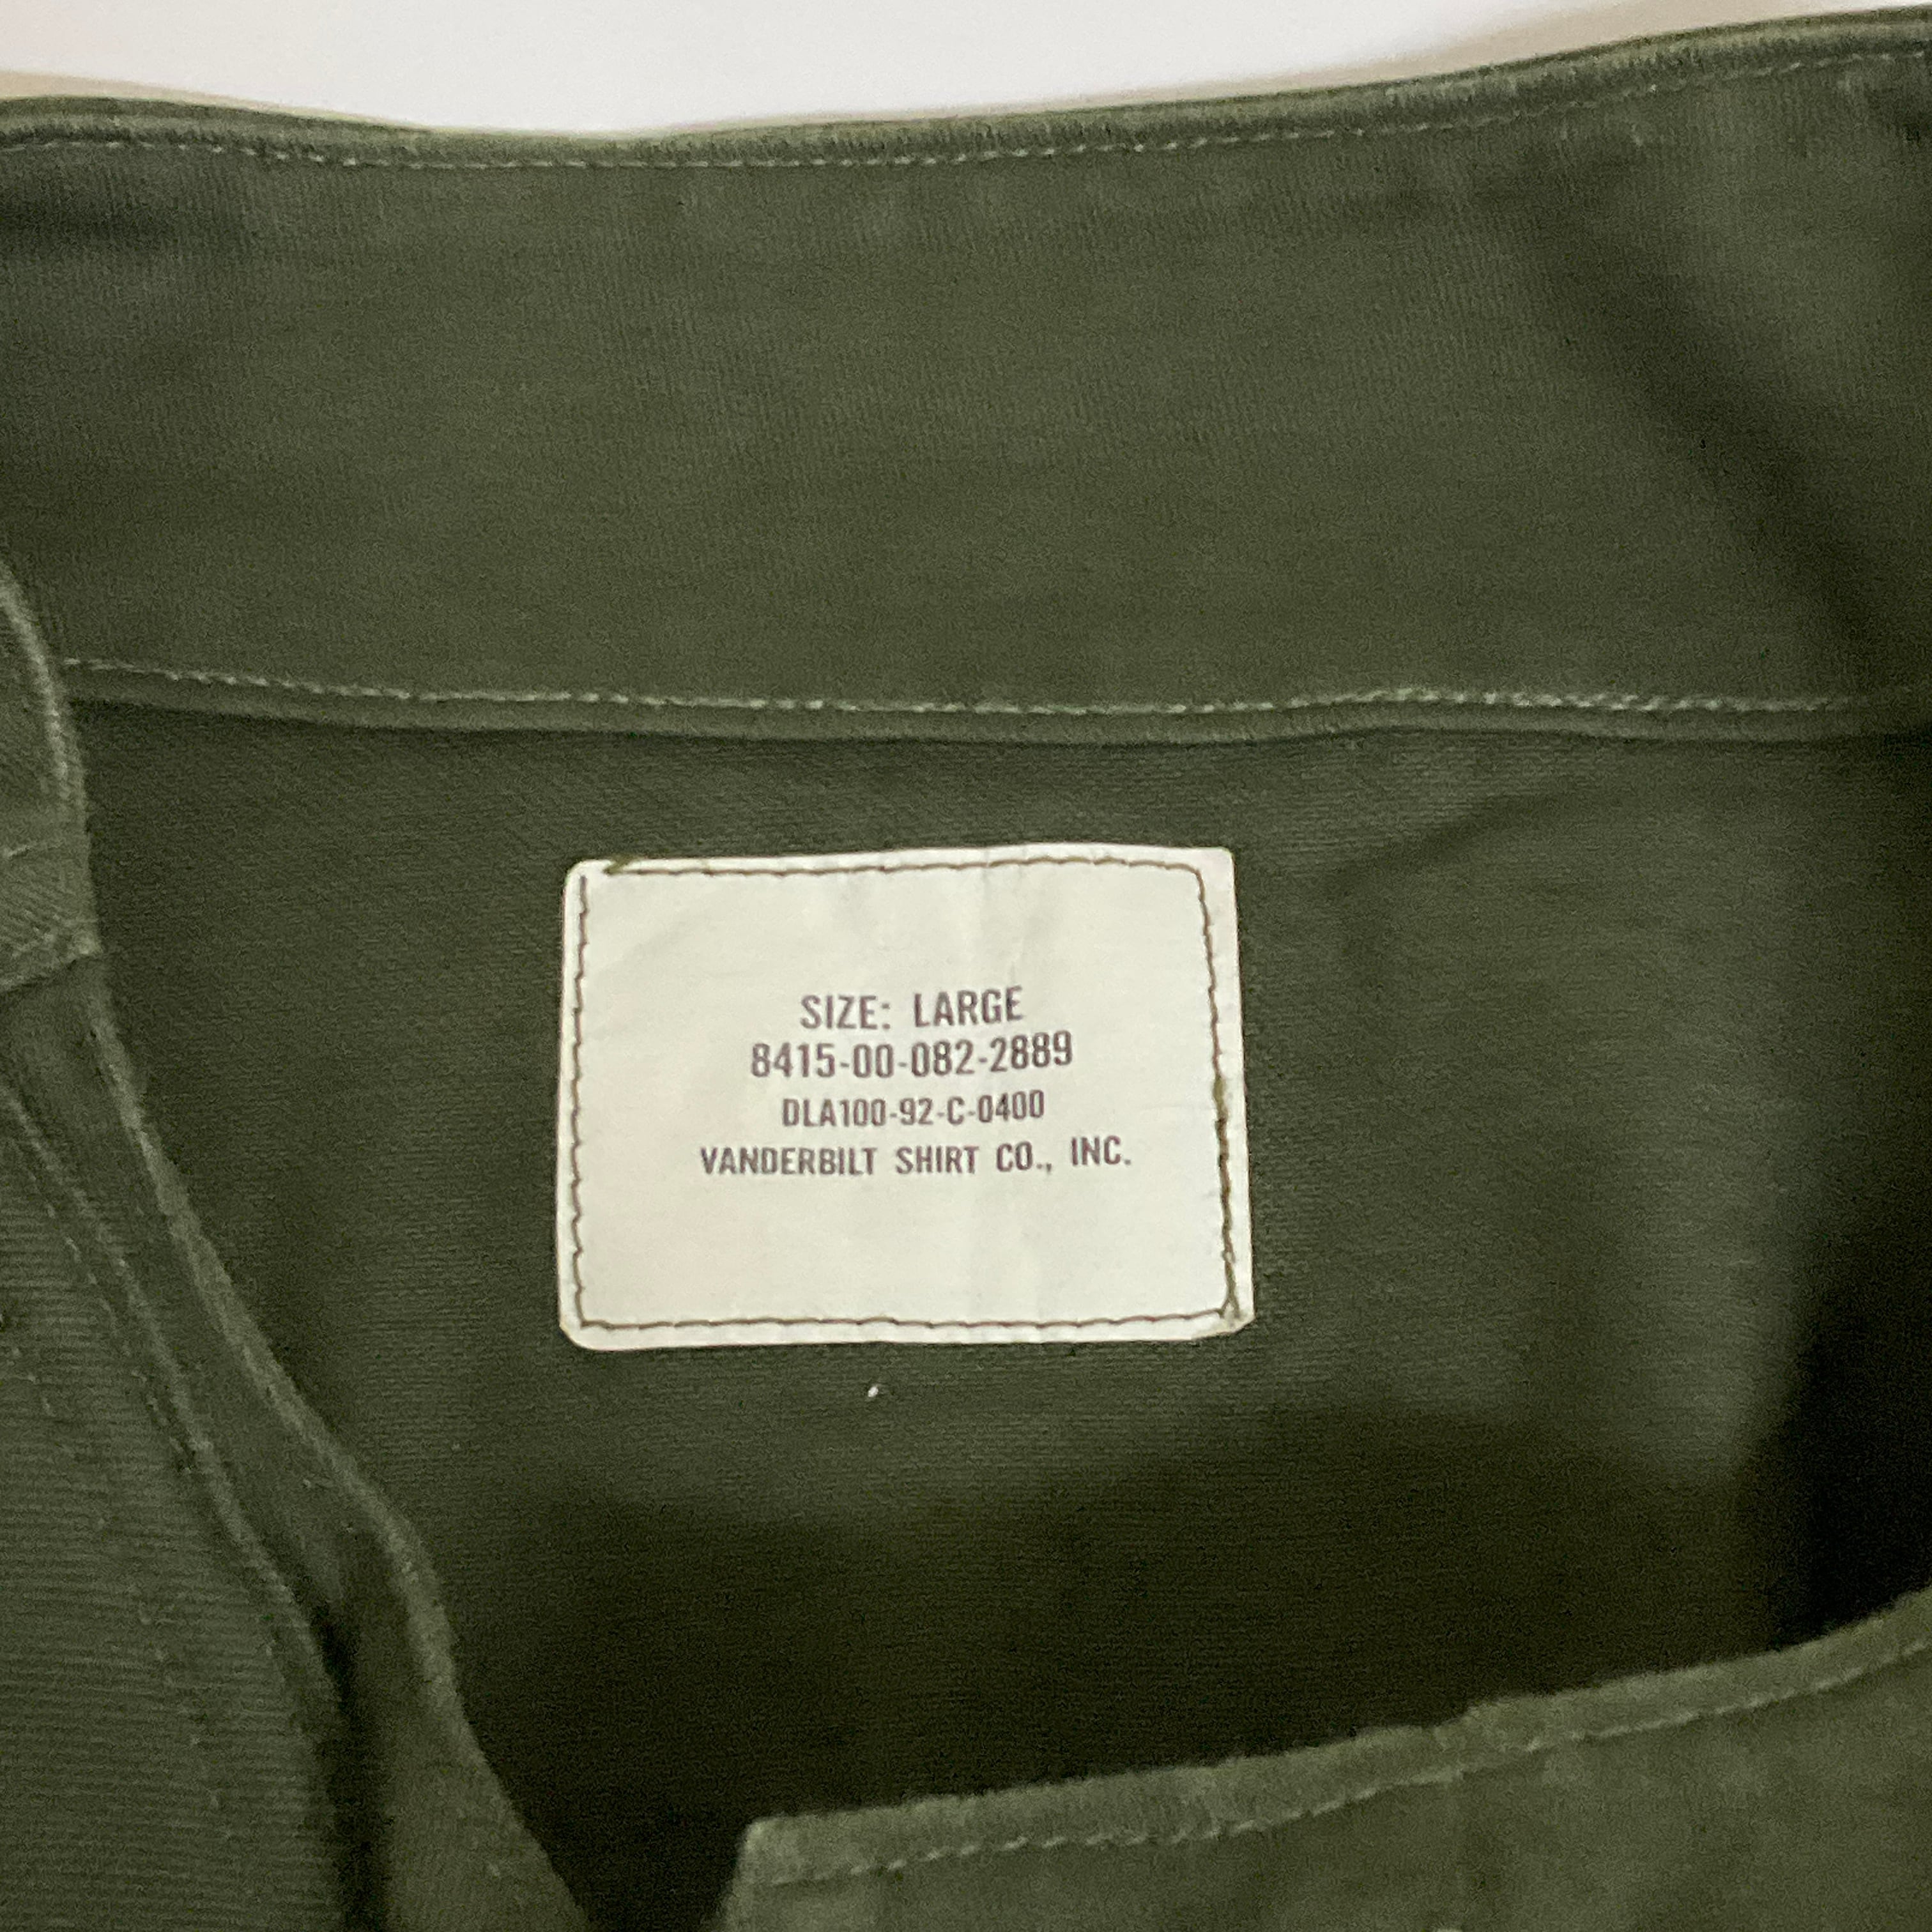 SIZE: LARGE
8415-00-082-2889
DLA100-92-C-0400
VANDERBILT SHIRT CO., INC.